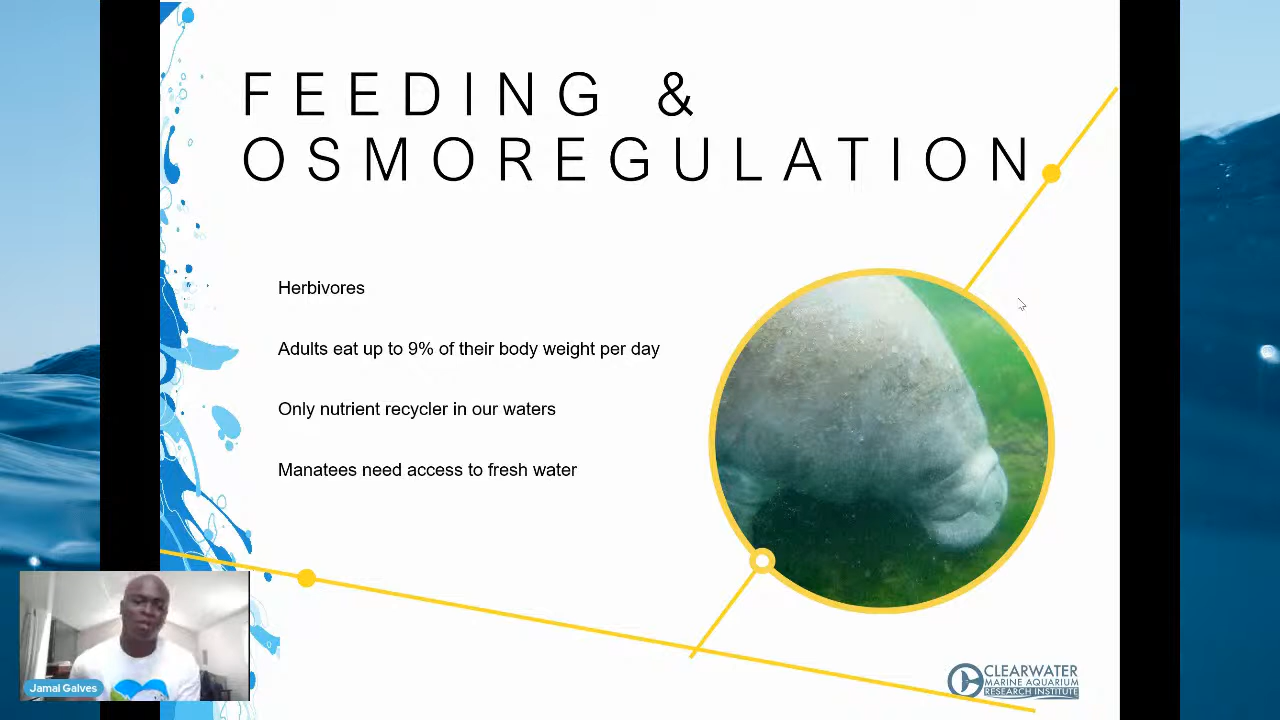 FEEDING &
OSMOREGULATION
Herbivores
Adults eat up to 9% of their body weight per day
Only nutrient recycler in our waters
Manatees need access to fresh water
Jamal Galves
CLEARWATER
MARINE AQUARIUM
RESEARCH INSTITUTE